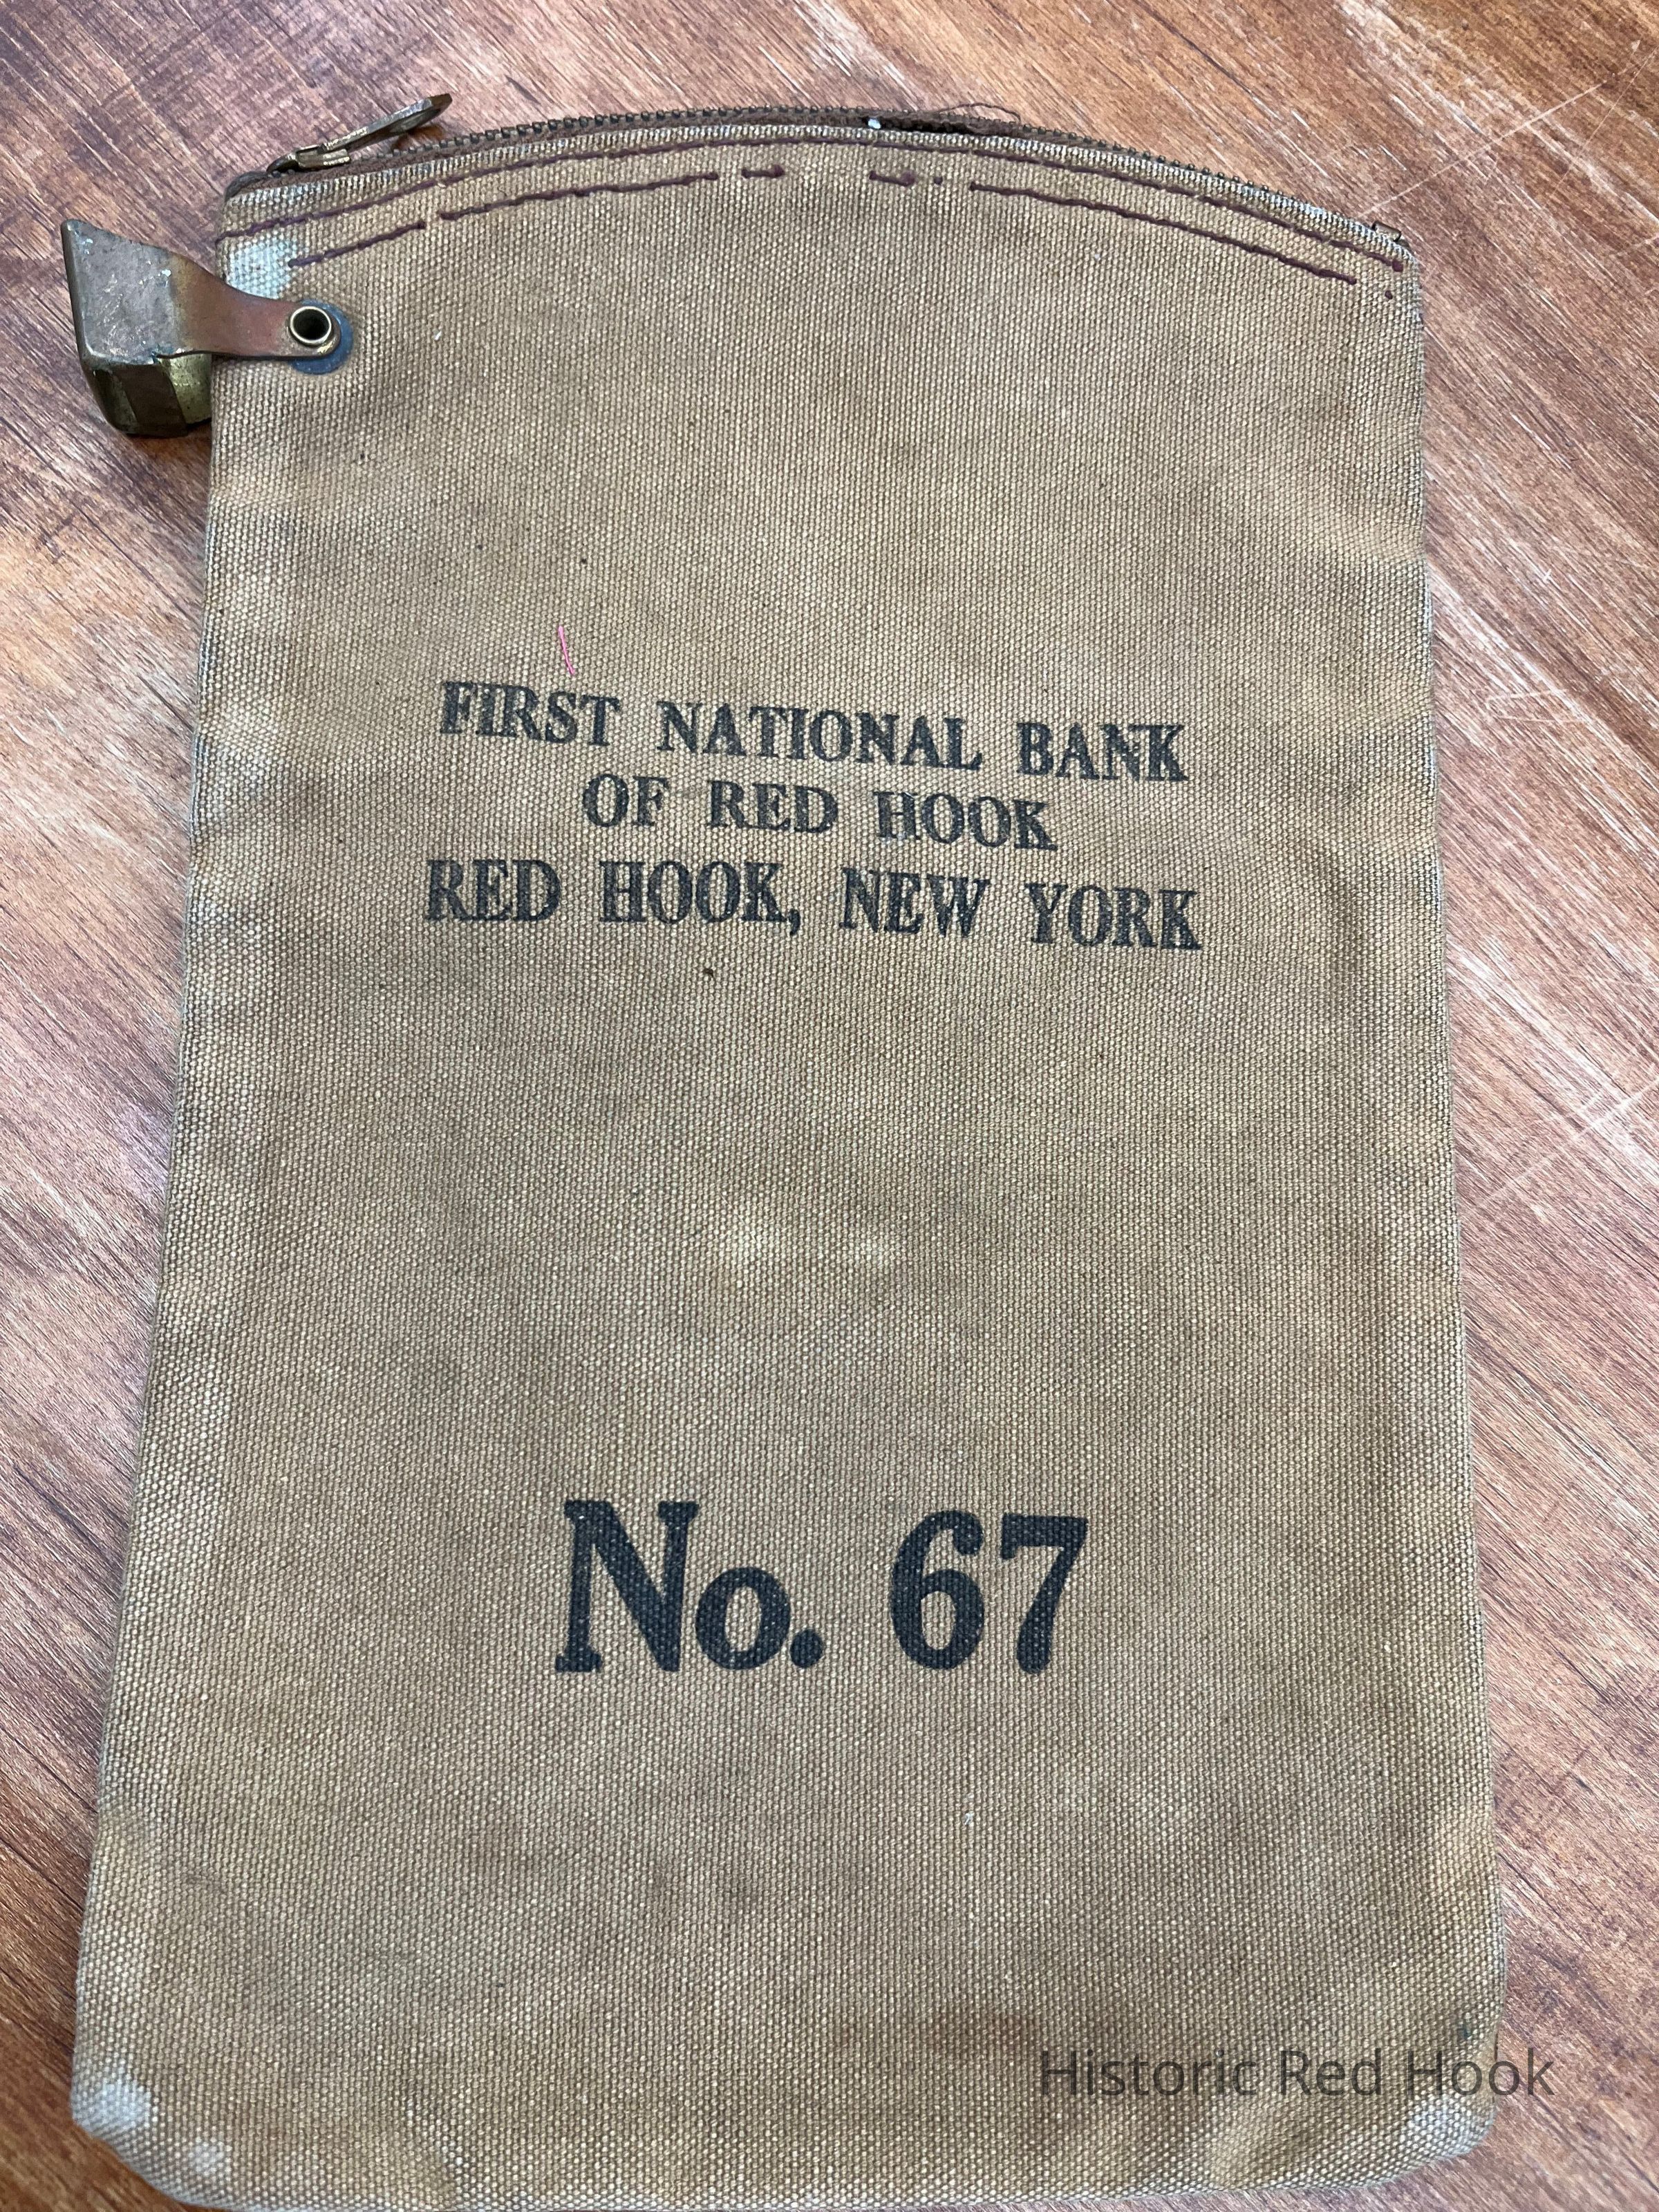 FIRST NATIONAL BANK
OF RED HOOK
RED HOOK, NEW YORK
No. 67
Historic Red Hook